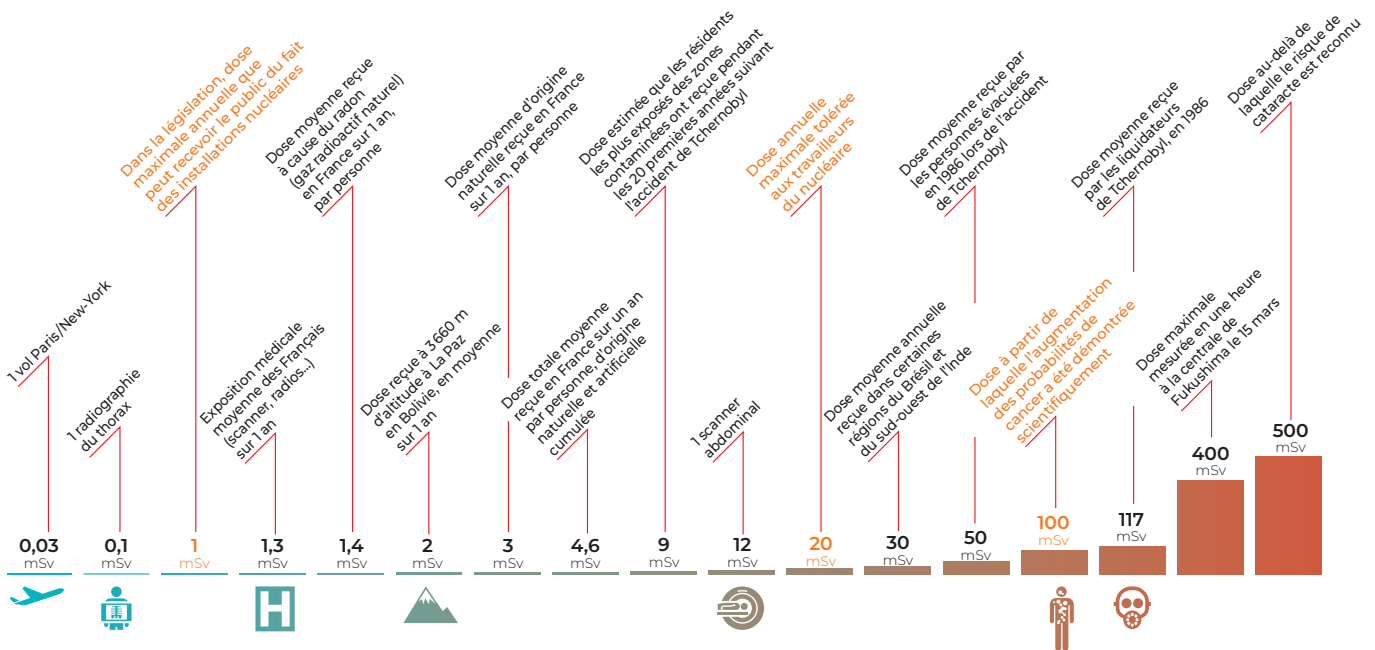 1 vol Paris/New-York
0,03
mSv
1 radiographie
du thorax
0,1
mSv
Dans la législation, dose
maximale annuelle que
peut recevoir le public du fait
des installations nucléaires
1
mSv
Exposition médicale
moyenne des Français
(scanner, radios...)
sur 1 an
1,3
mSv
Dose moyenne reçue
à cause du radon
(gaz radioactif naturel)
en France sur 1 an,
par personne
1,4
mSv
Dose reçue à 3 660 m
d'altitude à La Paz
en Bolivie, en moyenne
sur 1 an
2
mSv
Dose moyenne d'origine
naturelle reçue en France
sur 1 an, par personne
3
mSv
Dose totale moyenne
reçue en France sur un an
par personne, d'origine
naturelle et artificielle
cumulée
4,6
mSv
Dose estimée que les résidents
les plus exposés des zones
contaminées ont reçue pendant
les 20 premières années suivant
l'accident de Tchernobyl
9
mSv
1 scanner
abdominal
12
mSv
Dose annuelle
maximale tolérée
aux travailleurs
du nucléaire
20
mSv
Dose moyenne annuelle
reçue dans certaines
régions du Brésil et
du sud-ouest de l'Inde
30
mSv
Dose moyenne reçue par
les personnes évacuées
en 1986 lors de l'accident
de Tchernobyl
50
mSv
Dose à partir de
laquelle l'augmentation
des probabilités de
cancer a été démontrée
scientifiquement
100
mSv
Dose moyenne reçue
par les liquidateurs
de Tchernobyl, en 1986
117
mSv
Dose maximale
mesurée en une heure
à la centrale de
Fukushima le 15 mars
400
mSv
Dose au-delà de
laquelle le risque de
cataracte est reconnu
500
mSv
H